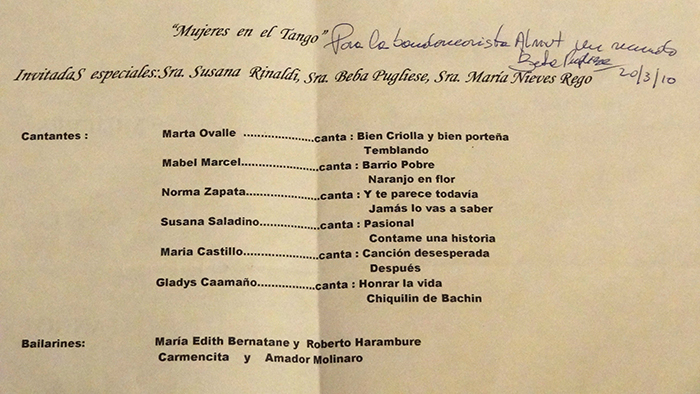 "Mujeres en el Tango" Para la bandoneonista Almut un recuerdo
Beba Pugliese
20/3/10
InvitadaS especiales:Sra. Susana Rinaldi, Sra. Beba Pugliese, Sra. María Nieves Rego
Cantantes : Marta Ovalle ..................canta : Bien Criolla y bien porteña
Temblando
Mabel Marcel...................canta : Barrio Pobre
Naranjo en flor
Norma Zapata..................canta : Y te parece todavía
Jamás lo vas a saber
Susana Saladino..............canta : Pasional
Contame una historia
Maria Castillo..................canta : Canción desesperada
Después
Gladys Caamaño..............canta : Honrar la vida
Chiquilín de Bachin
Bailarines: María Edith Bernatane y Roberto Harambure
Carmencita y Amador Molinaro